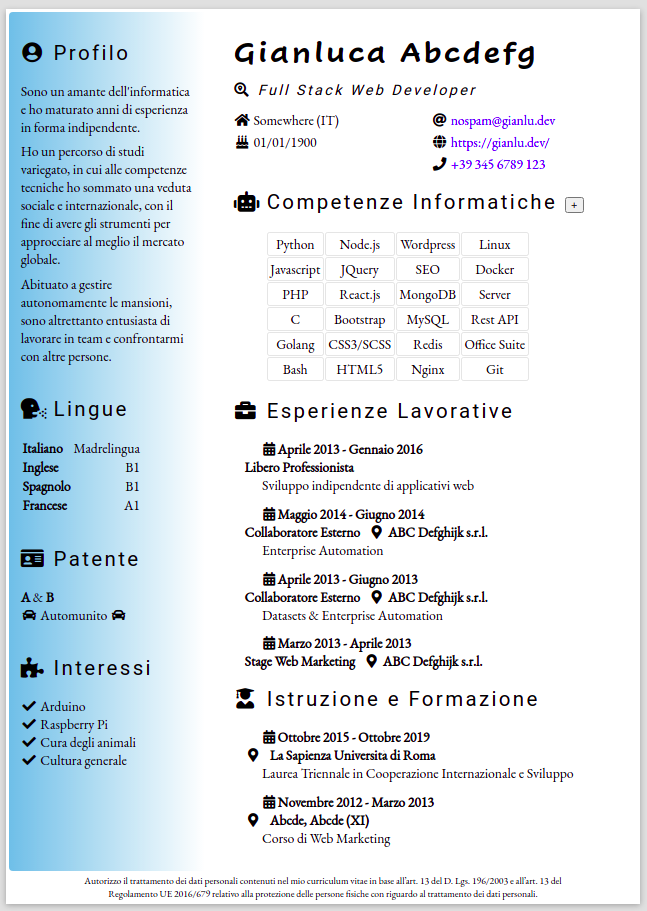 Profilo
Sono un amante dell'informatica
e ho maturato anni di esperienza
in forma indipendente.
Ho un percorso di studi
variegato, in cui alle competenze
tecniche ho sommato una veduta
sociale e internazionale, con il
fine di avere gli strumenti per
approcciare al meglio il mercato
globale.
Abituato a gestire
autonomamente le mansioni,
sono altrettanto entusiasta di
lavorare in team e confrontarmi
con altre persone.
Lingue
Italiano Madrelingua
Inglese B1
Spagnolo B1
Francese A1
Patente
A & B
Automunito
Interessi
Arduino
Raspberry Pi
Cura degli animali
Cultura generale
Gianluca Abcdefg
Full Stack Web Developer
Somewhere (IT) nospam@gianlu.dev
01/01/1900 https://gianlu.dev/
+39 345 6789 123
Competenze Informatiche +
Python Node.js Wordpress Linux
Javascript JQuery SEO Docker
PHP React.js MongoDB Server
C Bootstrap MySQL Rest API
Golang CSS3/SCSS Redis Office Suite
Bash HTML5 Nginx Git
Esperienze Lavorative
Aprile 2013 - Gennaio 2016
Libero Professionista
Sviluppo indipendente di applicativi web
Maggio 2014 - Giugno 2014
Collaboratore Esterno ABC Defghijk s.r.l.
Enterprise Automation
Aprile 2013 - Giugno 2013
Collaboratore Esterno ABC Defghijk s.r.l.
Datasets & Enterprise Automation
Marzo 2013 - Aprile 2013
Stage Web Marketing ABC Defghijk s.r.l.
Istruzione e Formazione
Ottobre 2015 - Ottobre 2019
La Sapienza Universita di Roma
Laurea Triennale in Cooperazione Internazionale e Sviluppo
Novembre 2012 - Marzo 2013
Abcde, Abcde (XI)
Corso di Web Marketing
Autorizzo il trattamento dei dati personali contenuti nel mio curriculum vitae in base all'art. 13 del D. Lgs. 196/2003 e all'art. 13 del
Regolamento UE 2016/679 relativo alla protezione delle persone fisiche con riguardo al trattamento dei dati personali.